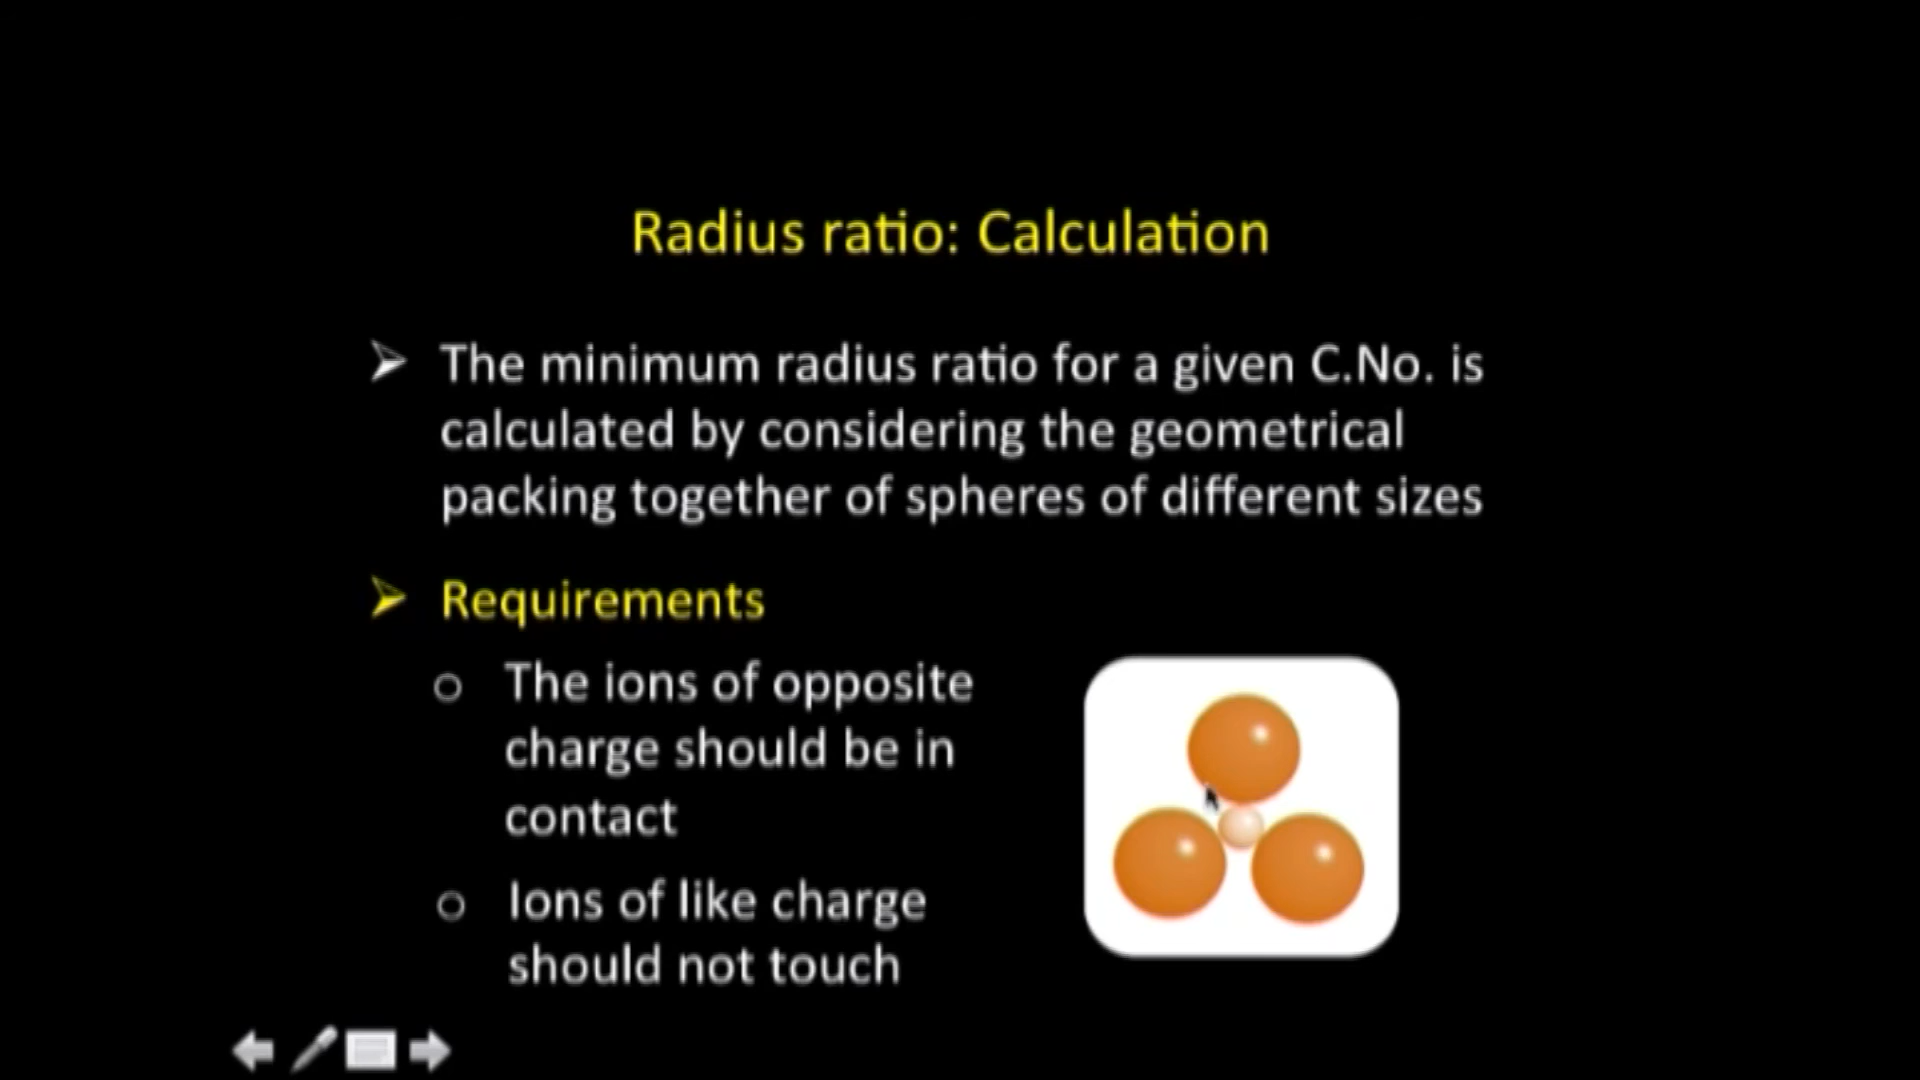 Radius ratio: Calculation
The minimum radius ratio for a given C.No. is
calculated by considering the geometrical
packing together of spheres of different sizes
Requirements
The ions of opposite
charge should be in
contact
Ions of like charge
should not touch